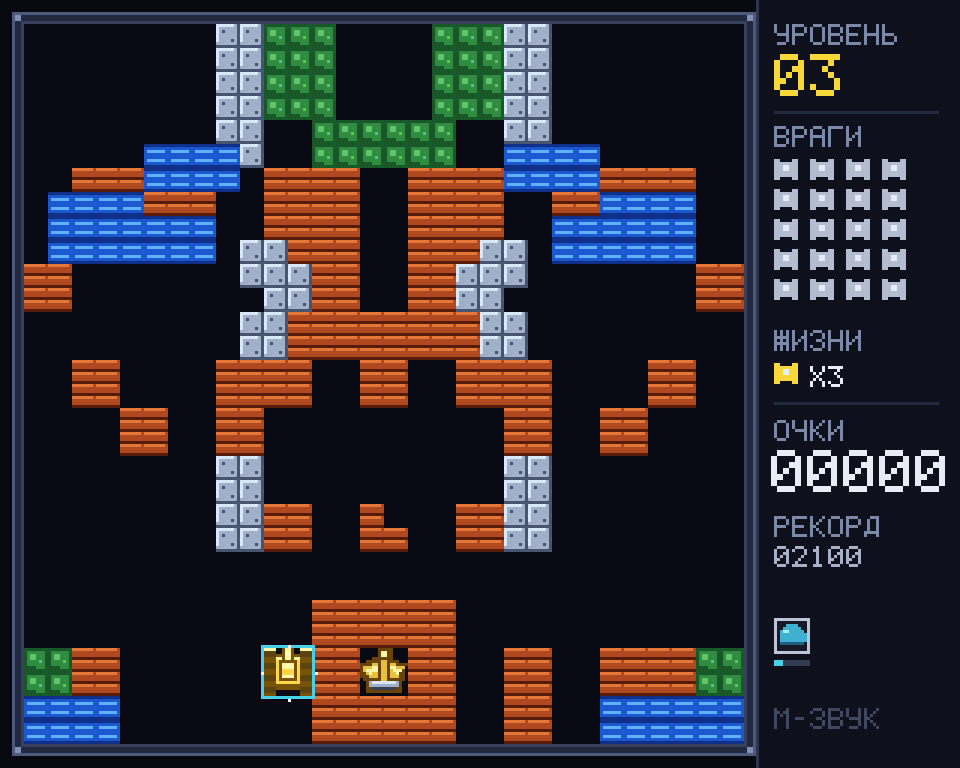 УРОВЕНЬ
03
ВРАГИ
ЖИЗНИ
X3
ОЧКИ
00000
РЕКОРД
02100
М-ЗВУК